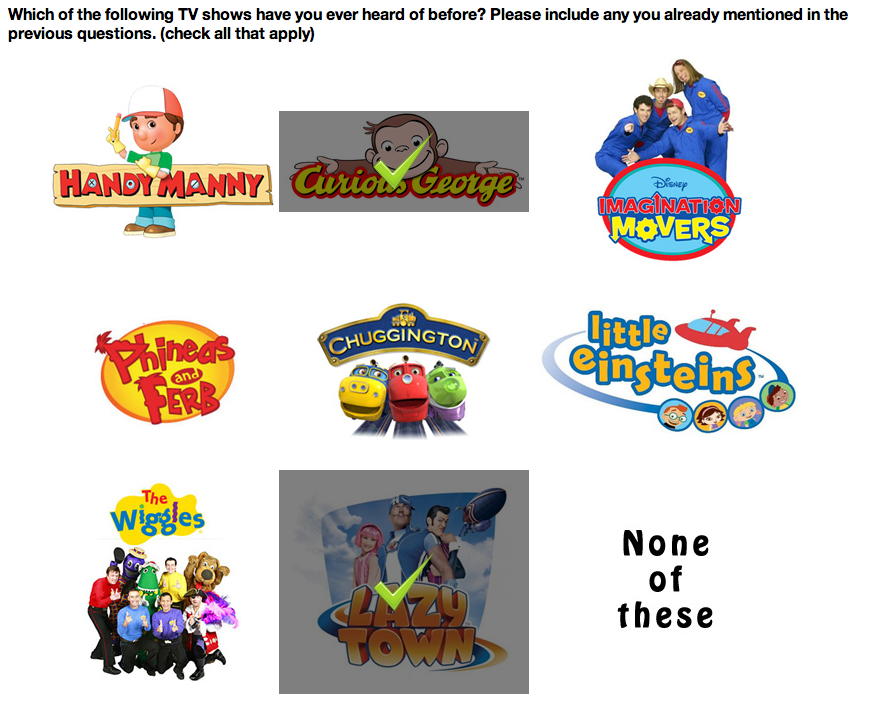 Which of the following TV shows have you ever heard of before? Please include any you already mentioned in the
previous questions. (check all that apply)
HANDY MANNY
Curious George
Disney
IMAGINATION
MOVERS
Phineas
and
FERB
CHUGGINGTON
little
einsteins
The
Wiggles
LAZY
TOWN
None
of
these